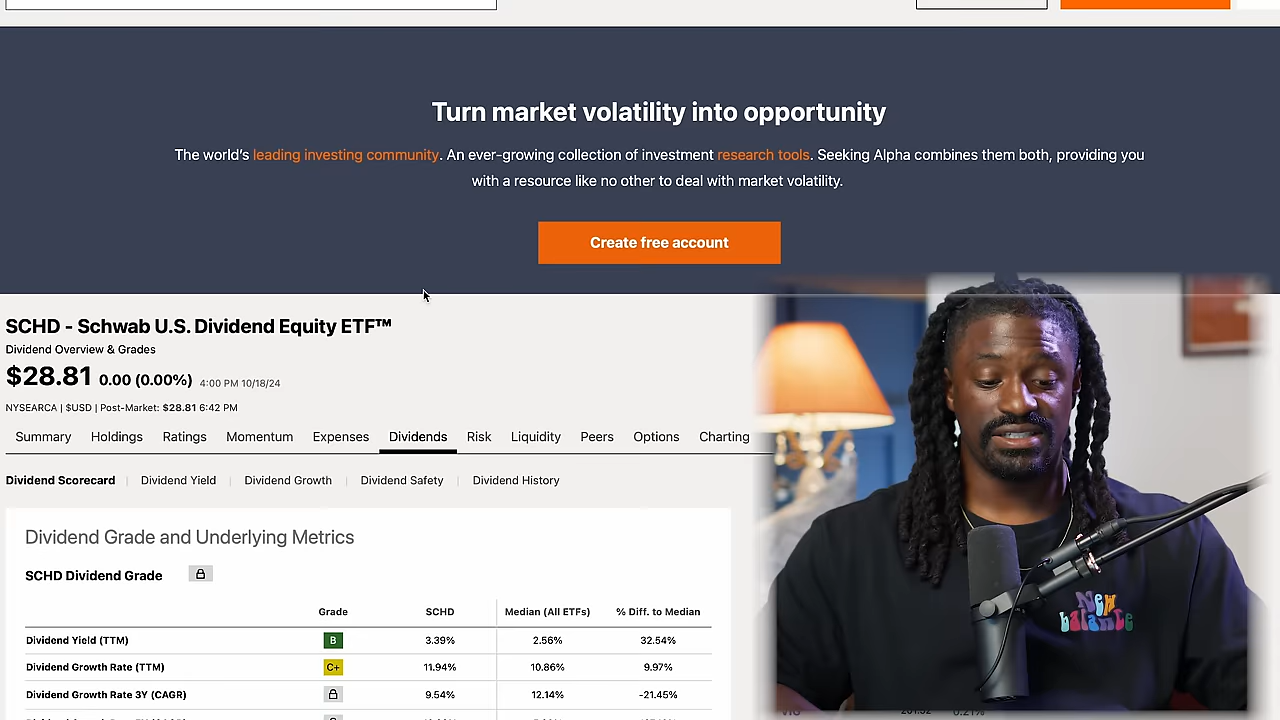 Turn market volatility into opportunity
The world's leading investing community. An ever-growing collection of investment research tools. Seeking Alpha combines them both, providing you
with a resource like no other to deal with market volatility.
Create free account
SCHD - Schwab U.S. Dividend Equity ETF™
Dividend Overview & Grades
$28.81 0.00 (0.00%) 4:00 PM 10/18/24
NYSEARCA | $USD | Post-Market: $28.81 6:42 PM
Summary Holdings Ratings Momentum Expenses Dividends Risk Liquidity Peers Options Charting
Dividend Scorecard | Dividend Yield | Dividend Growth | Dividend Safety | Dividend History
Dividend Grade and Underlying Metrics
SCHD Dividend Grade
Grade SCHD Median (All ETFs) % Diff. to Median
Dividend Yield (TTM) B 3.39% 2.56% 32.54%
Dividend Growth Rate (TTM) C+ 11.94% 10.86% 9.97%
Dividend Growth Rate 3Y (CAGR) 9.54% 12.14% -21.45%
New
balance